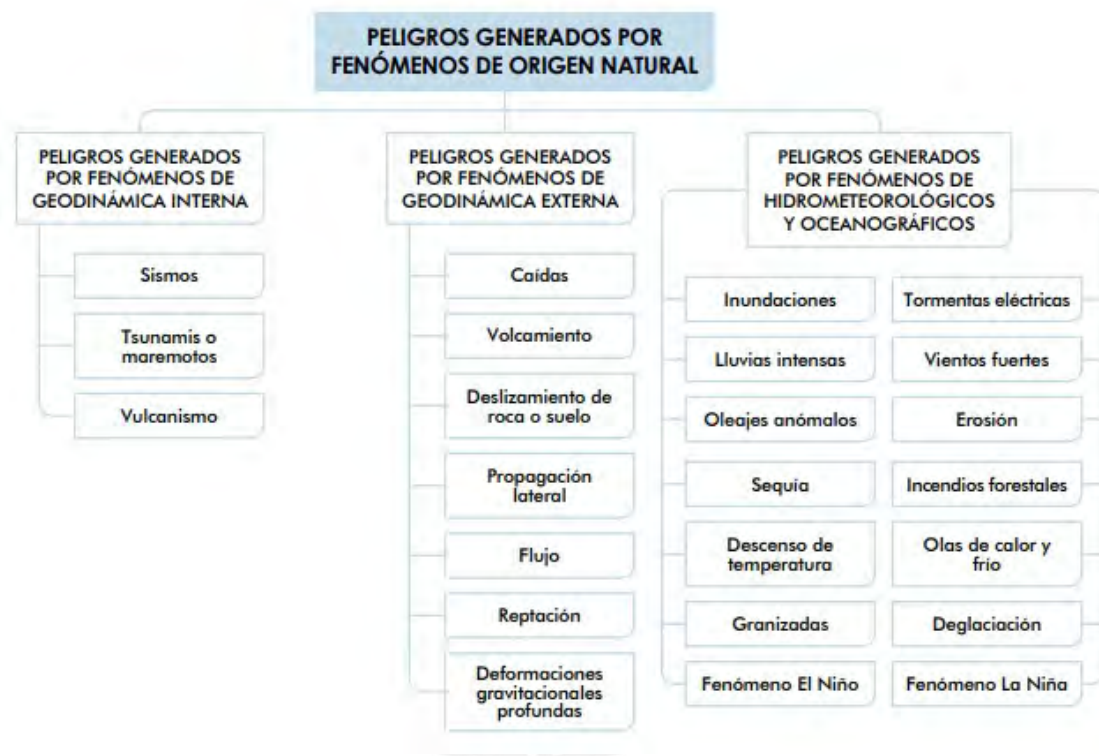 PELIGROS GENERADOS POR
FENÓMENOS DE ORIGEN NATURAL
PELIGROS GENERADOS
POR FENÓMENOS DE
GEODINÁMICA INTERNA
Sismos
Tsunamis o
maremotos
Vulcanismo
PELIGROS GENERADOS
POR FENÓMENOS DE
GEODINÁMICA EXTERNA
Caídas
Volcamiento
Deslizamiento de
roca o suelo
Propagación
lateral
Flujo
Reptación
Deformaciones
gravitacionales
profundas
PELIGROS GENERADOS
POR FENÓMENOS DE
HIDROMETEOROLÓGICOS
Y OCEANOGRÁFICOS
Inundaciones
Lluvias intensas
Oleajes anómalos
Sequía
Descenso de
temperatura
Granizadas
Fenómeno El Niño
Tormentas eléctricas
Vientos fuertes
Erosión
Incendios forestales
Olas de calor y
frio
Deglaciación
Fenómeno La Niña